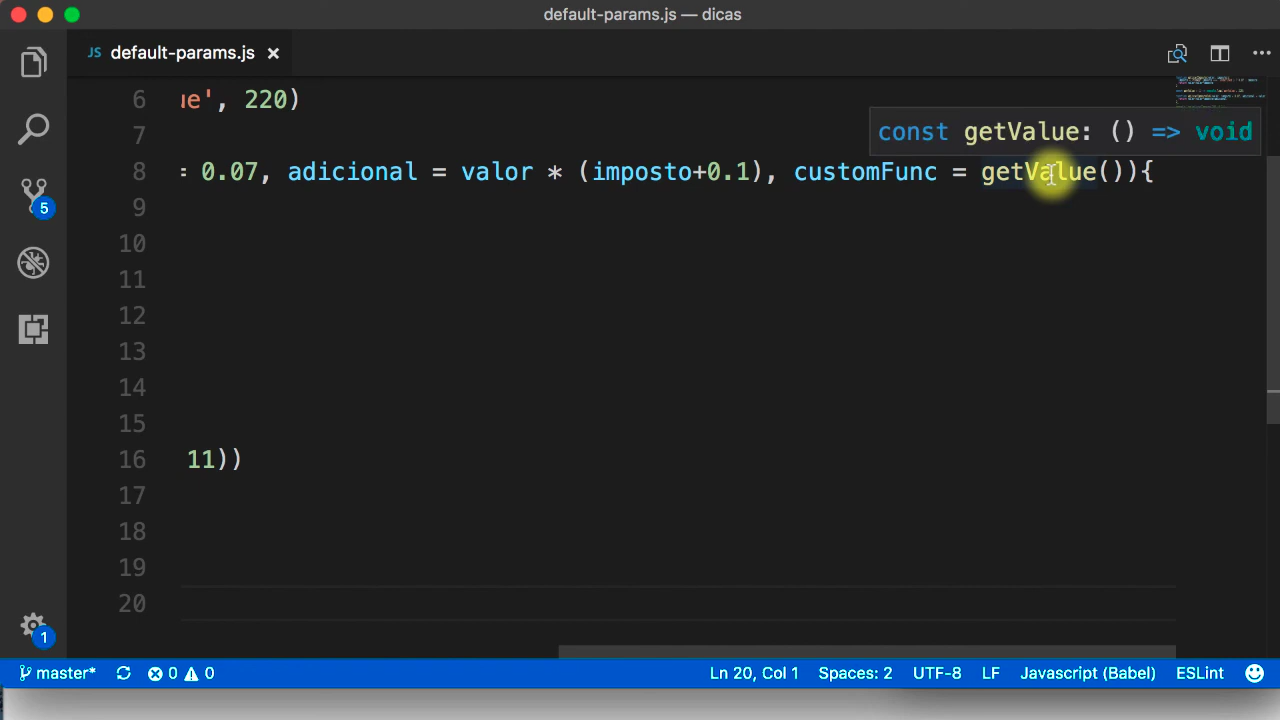 default-params.js — dicas
JS default-params.js ×
6 ıe', 220)
7
const getValue: () => void
8 = 0.07, adicional = valor * (imposto+0.1), customFunc = getValue()){
9
10
11
12
13
14
15
16 11))
17
18
19
20
5
1
master* 0 0 Ln 20, Col 1 Spaces: 2 UTF-8 LF Javascript (Babel) ESLint